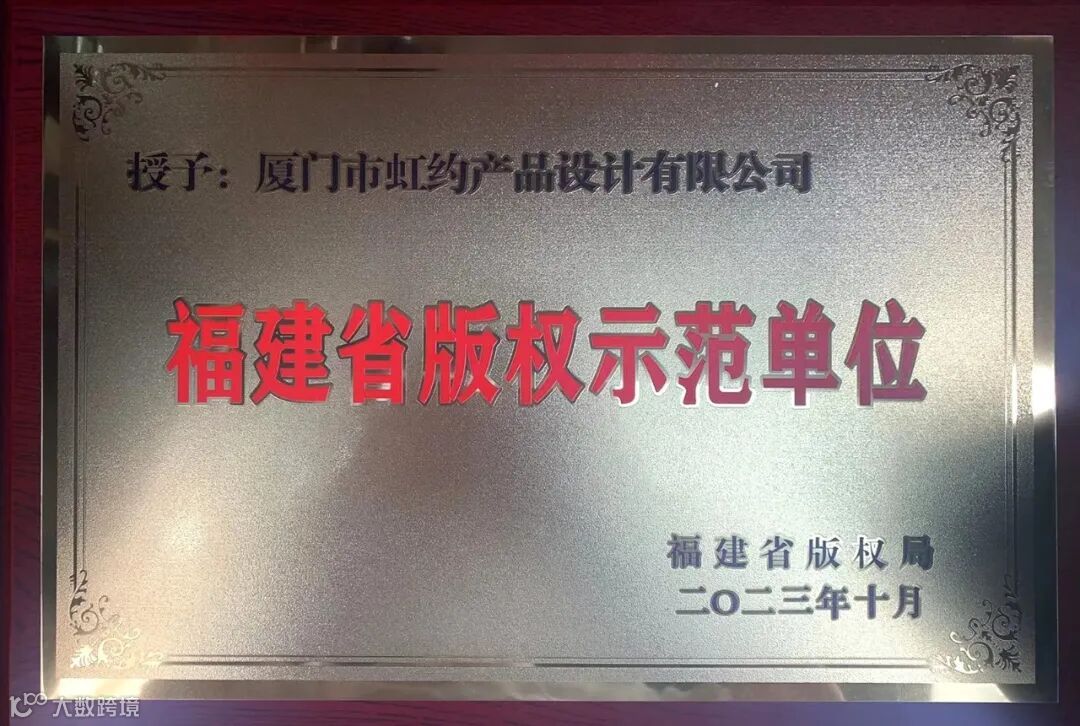 授予：厦门市虹约产品设计有限公司
福建省版权示范单位
福建省版权局
二〇二三年十月
大数跨境